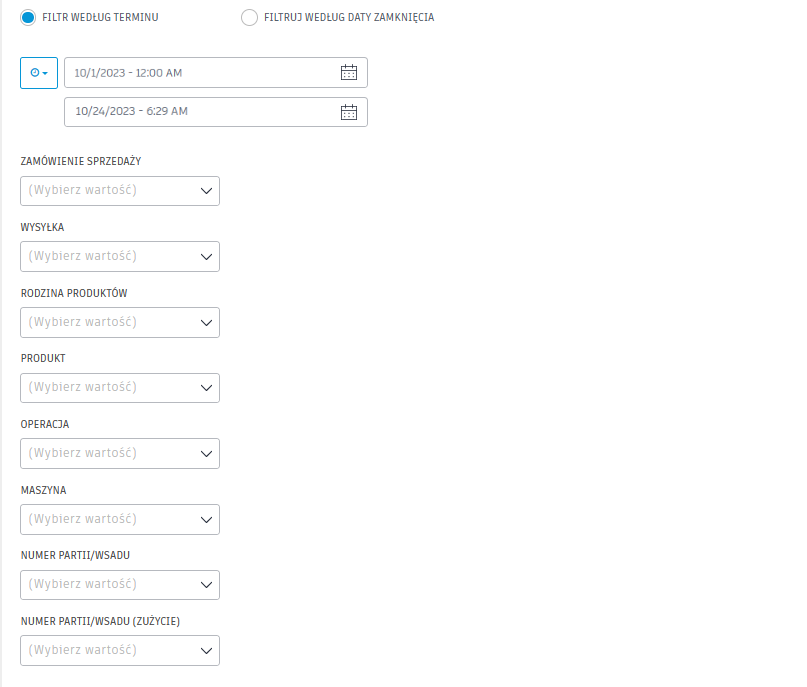 FILTR WEDŁUG TERMINU FILTRUJ WEDŁUG DATY ZAMKNIĘCIA
10/1/2023 - 12:00 AM
10/24/2023 - 6:29 AM
ZAMÓWIENIE SPRZEDAŻY
(Wybierz wartość)
WYSYŁKA
(Wybierz wartość)
RODZINA PRODUKTÓW
(Wybierz wartość)
PRODUKT
(Wybierz wartość)
OPERACJA
(Wybierz wartość)
MASZYNA
(Wybierz wartość)
NUMER PARTII/WSADU
(Wybierz wartość)
NUMER PARTII/WSADU (ZUŻYCIE)
(Wybierz wartość)